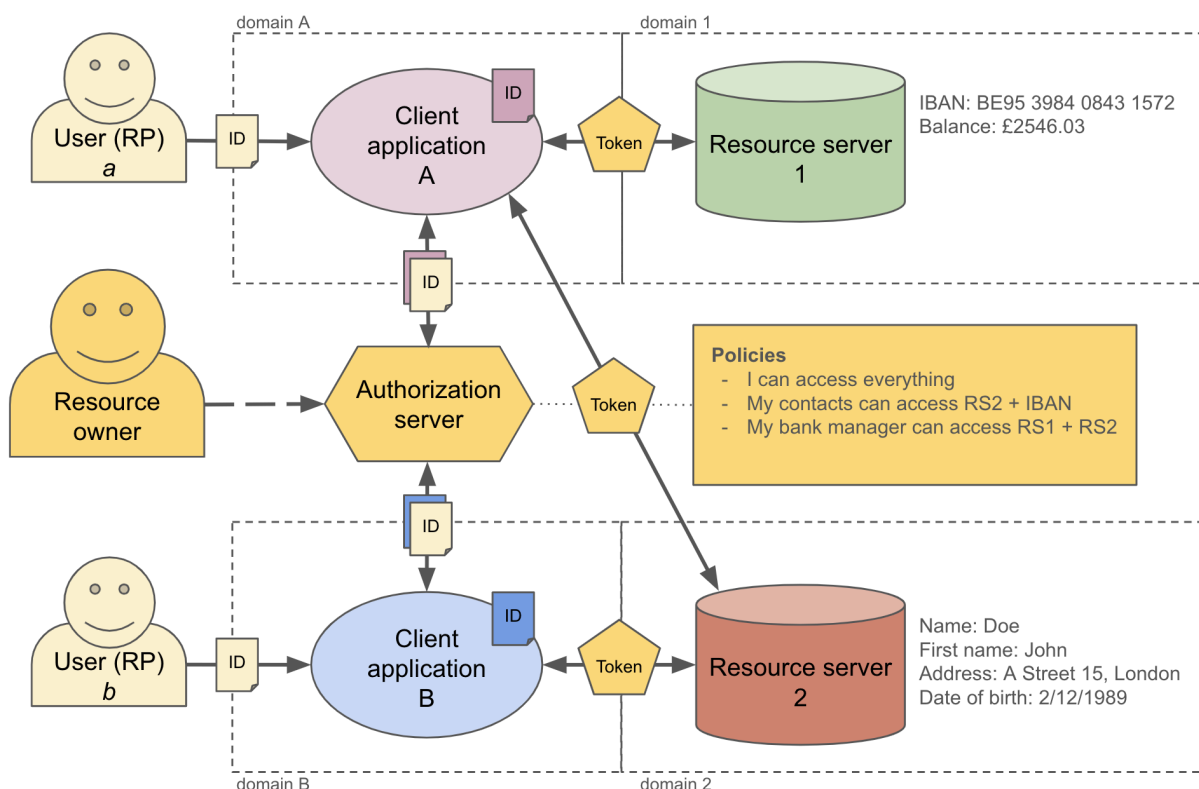 domain A
domain 1
User (RP)
a
ID
Client
application
A
ID
Token
Resource server
1
IBAN: BE95 3984 0843 1572
Balance: £2546.03
ID
Resource
owner
Authorization
server
Token
Policies
- I can access everything
- My contacts can access RS2 + IBAN
- My bank manager can access RS1 + RS2
ID
User (RP)
b
ID
Client
application
B
ID
Token
Resource server
2
Name: Doe
First name: John
Address: A Street 15, London
Date of birth: 2/12/1989
domain B
domain 2